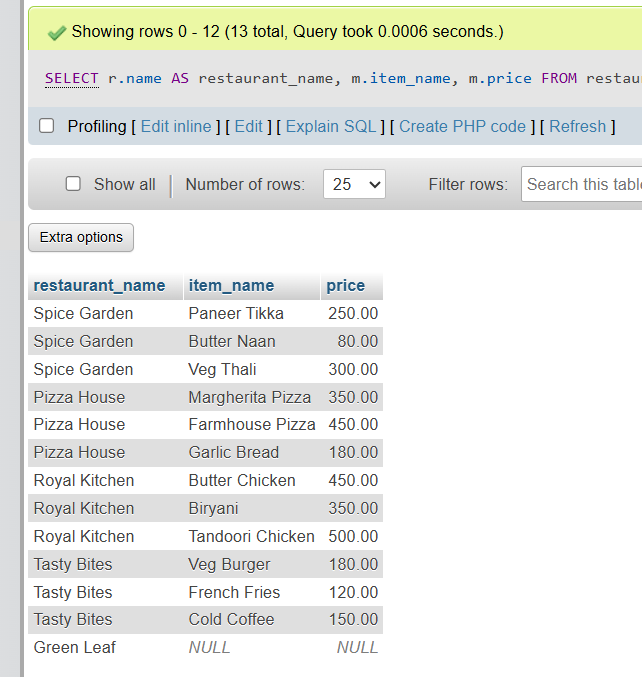 Showing rows 0 - 12 (13 total, Query took 0.0006 seconds.)
SELECT r.name AS restaurant_name, m.item_name, m.price FROM restau
Profiling [ Edit inline ] [ Edit ] [ Explain SQL ] [ Create PHP code ] [ Refresh ]
Show all | Number of rows: 25 Filter rows: Search this table
Extra options
restaurant_name item_name price
Spice Garden Paneer Tikka 250.00
Spice Garden Butter Naan 80.00
Spice Garden Veg Thali 300.00
Pizza House Margherita Pizza 350.00
Pizza House Farmhouse Pizza 450.00
Pizza House Garlic Bread 180.00
Royal Kitchen Butter Chicken 450.00
Royal Kitchen Biryani 350.00
Royal Kitchen Tandoori Chicken 500.00
Tasty Bites Veg Burger 180.00
Tasty Bites French Fries 120.00
Tasty Bites Cold Coffee 150.00
Green Leaf NULL NULL